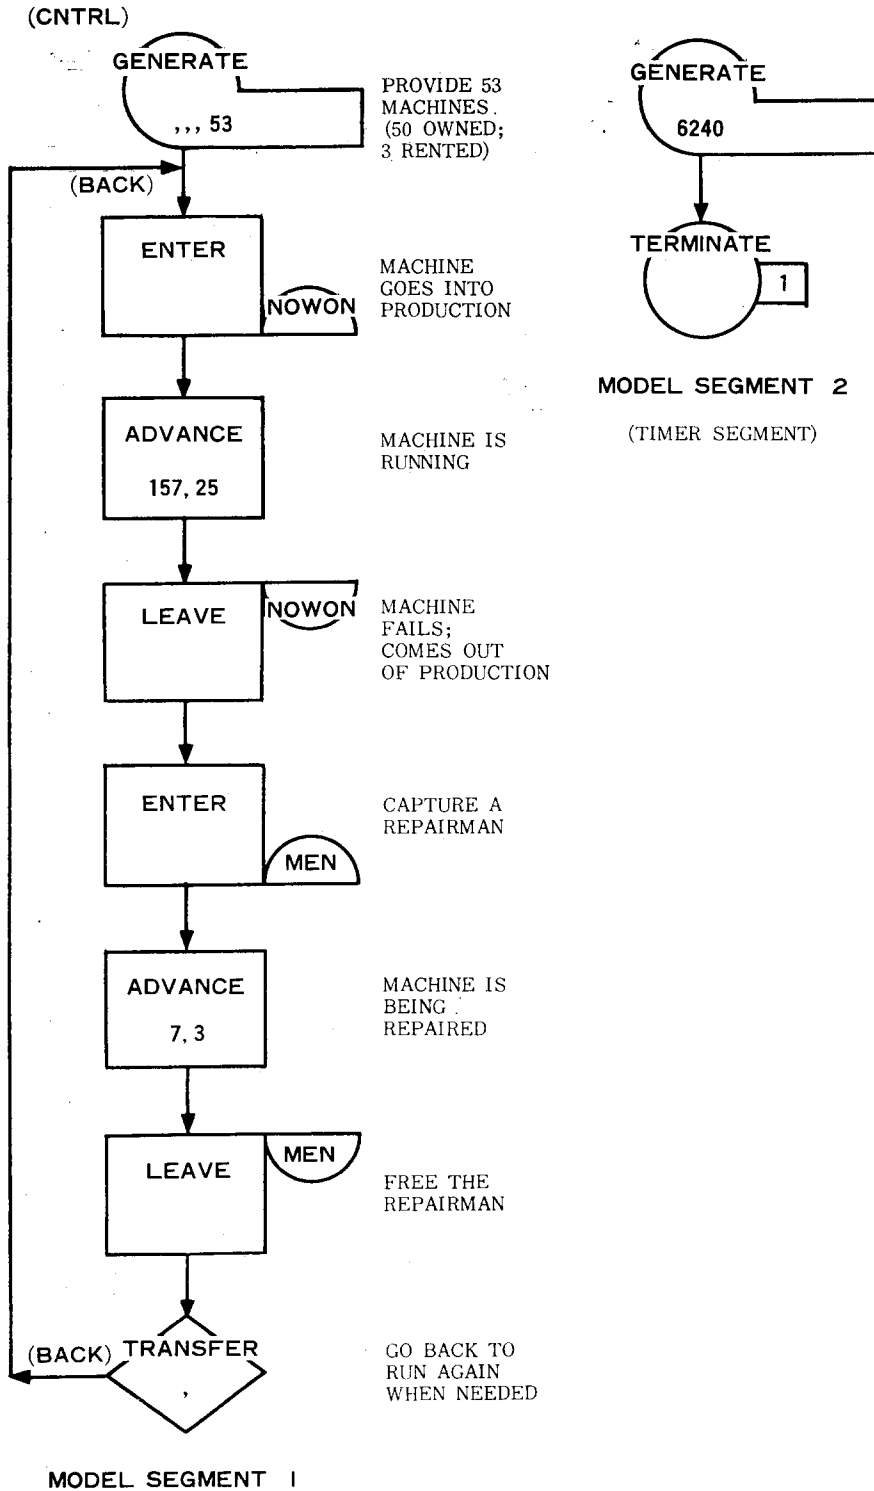 (CNTRL)
GENERATE
, , , 53
PROVIDE 53
MACHINES.
(50 OWNED;
3 RENTED)
(BACK)
ENTER
NOWON
MACHINE
GOES INTO
PRODUCTION
ADVANCE
157, 25
MACHINE IS
RUNNING
LEAVE
NOWON
MACHINE
FAILS;
COMES OUT
OF PRODUCTION
ENTER
MEN
CAPTURE A
REPAIRMAN
ADVANCE
7, 3
MACHINE IS
BEING
REPAIRED
LEAVE
MEN
FREE THE
REPAIRMAN
(BACK)
TRANSFER
,
GO BACK TO
RUN AGAIN
WHEN NEEDED
MODEL SEGMENT 1
GENERATE
6240
TERMINATE
1
MODEL SEGMENT 2
(TIMER SEGMENT)